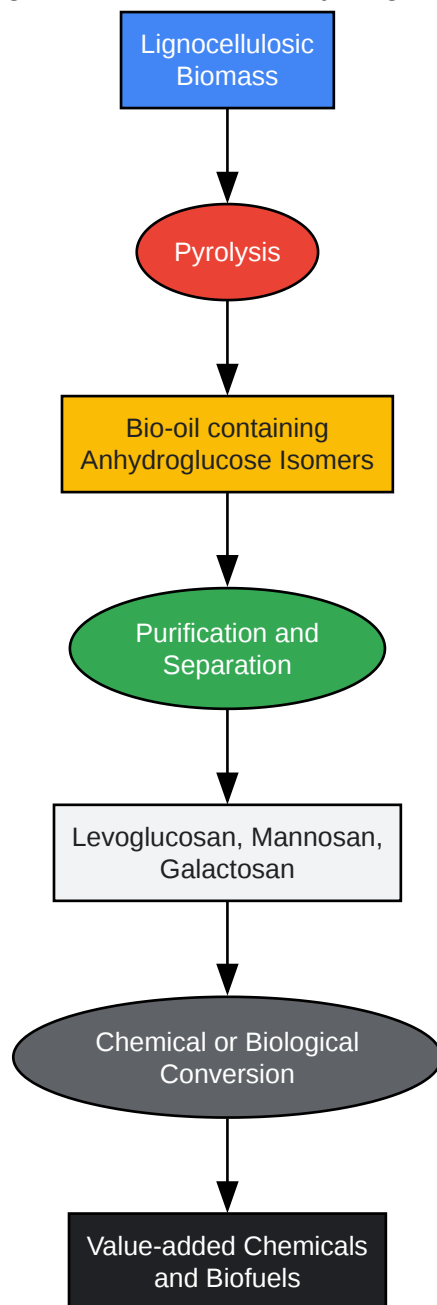 Lignocellulosic
Biomass
Pyrolysis
Bio-oil containing
Anhydroglucose Isomers
Purification and
Separation
Levoglucosan, Mannosan,
Galactosan
Chemical or Biological
Conversion
Value-added Chemicals
and Biofuels